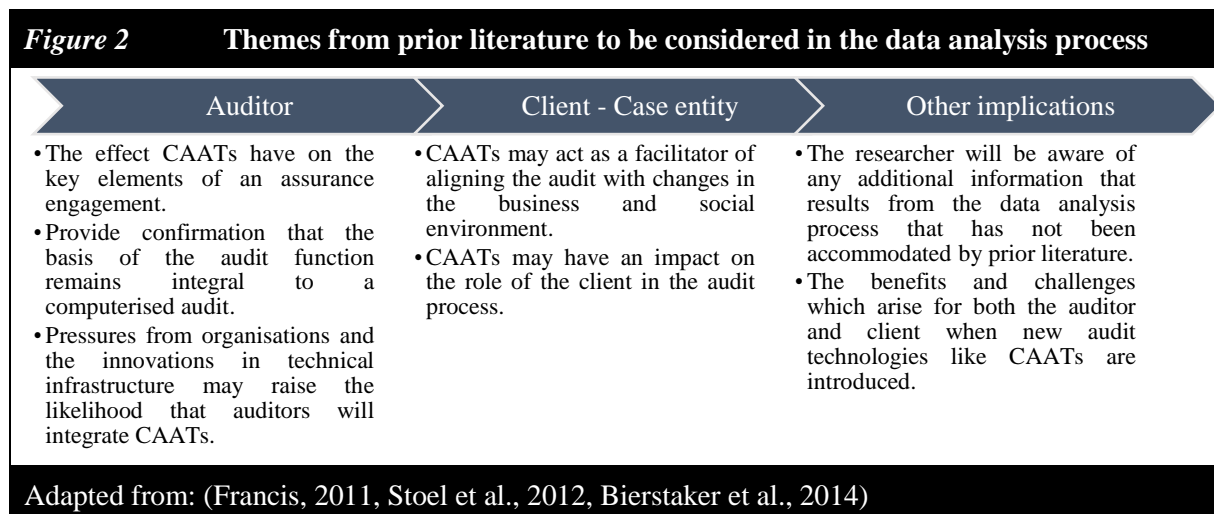 Figure 2 Themes from prior literature to be considered in the data analysis process
Auditor
•The effect CAATs have on the
key elements of an assurance
engagement.
•Provide confirmation that the
basis of the audit function
remains integral to a
computerised audit.
•Pressures from organisations and
the innovations in technical
infrastructure may raise the
likelihood that auditors will
integrate CAATs.
Client - Case entity
•CAATs may act as a facilitator of
aligning the audit with changes in
the business and social
environment.
•CAATs may have an impact on
the role of the client in the audit
process.
Other implications
•The researcher will be aware of
any additional information that
results from the data analysis
process that has not been
accommodated by prior literature.
•The benefits and challenges
which arise for both the auditor
and client when new audit
technologies like CAATs are
introduced.
Adapted from: (Francis, 2011, Stoel et al., 2012, Bierstaker et al., 2014)